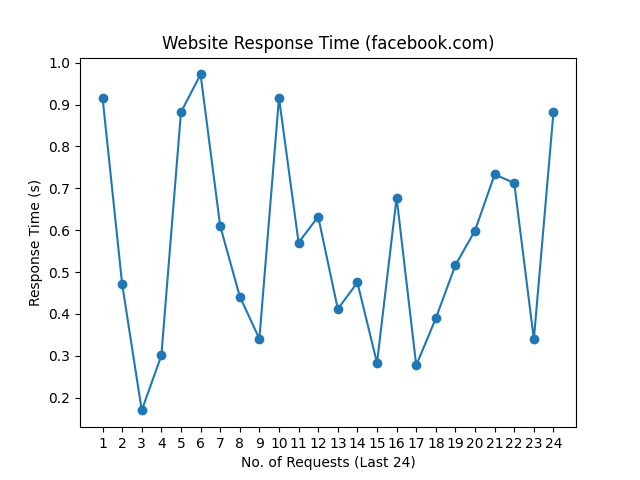 Website Response Time (facebook.com)
1.0
0.9
0.8
0.7
0.6
0.5
0.4
0.3
0.2
Response Time (s)
1 2 3 4 5 6 7 8 9 10 11 12 13 14 15 16 17 18 19 20 21 22 23 24
No. of Requests (Last 24)